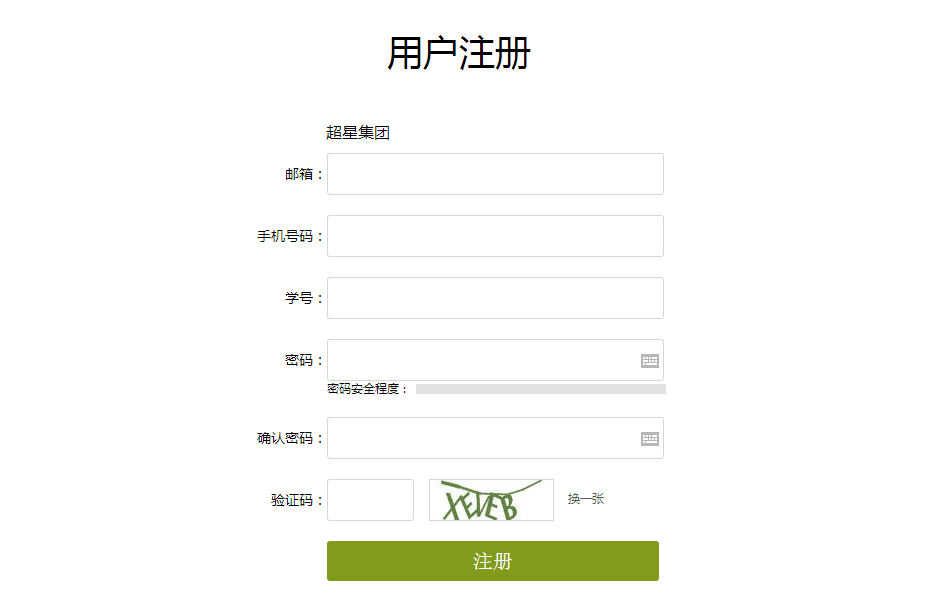 用户注册
超星集团
邮箱：
手机号码：
学号：
密码：
密码安全程度：
确认密码：
验证码：
换一张
注册